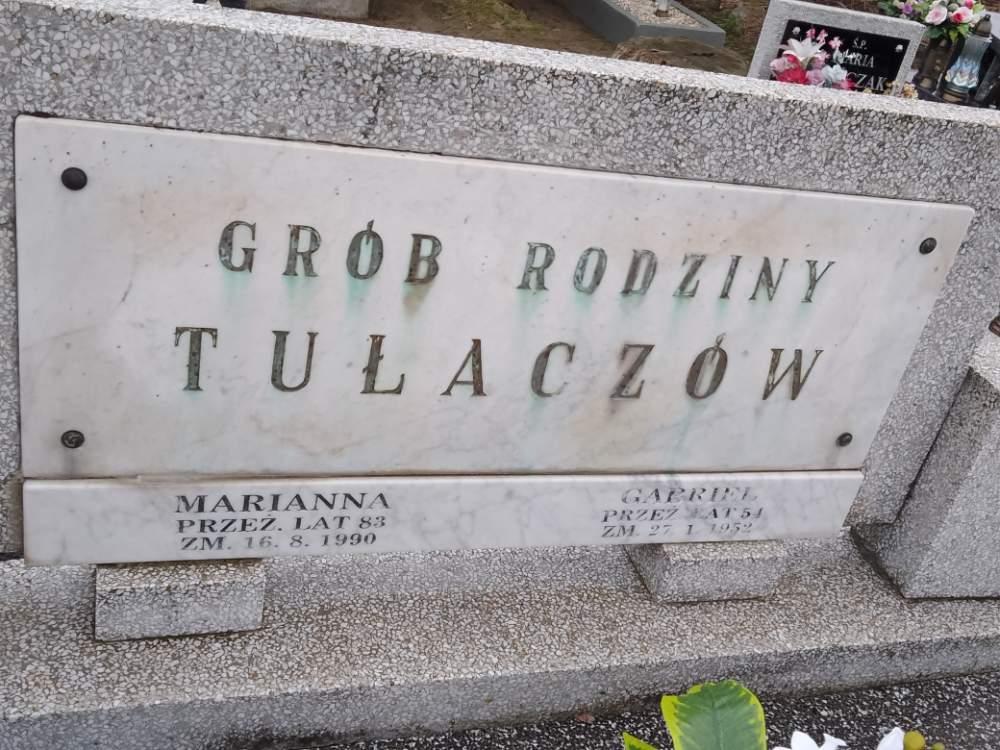 GRÓB RODZINY
TUŁACZÓW
MARIANNA
PRZEŻ. LAT 83
ZM. 16. 8. 1990
GABRIEL
PRZEŻ. LAT 54
ZM. 27. 1. 1952
Ś.P.
MARIA